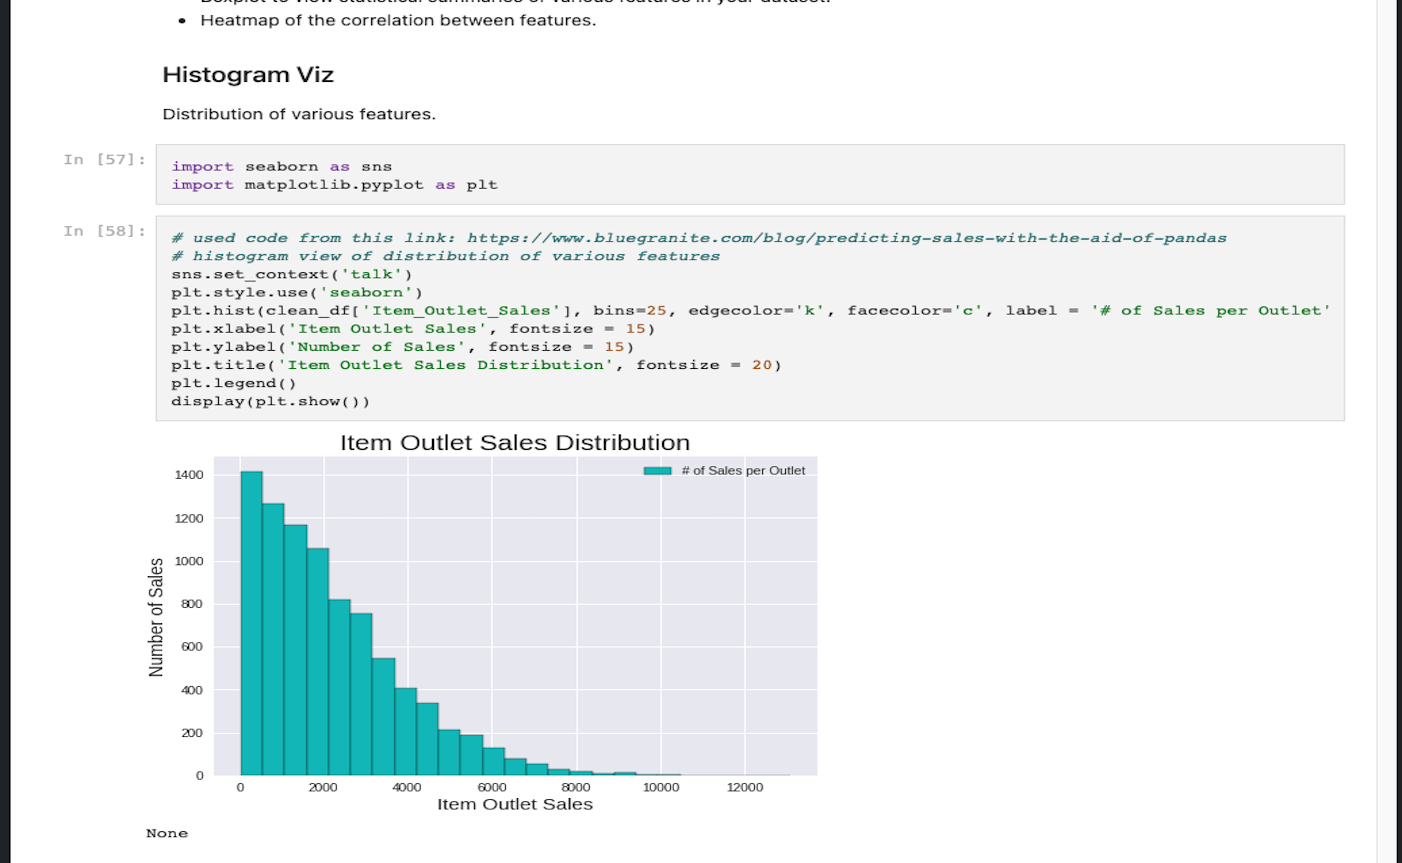 Boxplot to view statistical summaries of various features in your dataset.
• Heatmap of the correlation between features.
Histogram Viz
Distribution of various features.
In [57]:
import seaborn as sns
import matplotlib.pyplot as plt
In [58]:
# used code from this link: https://www.bluegranite.com/blog/predicting-sales-with-the-aid-of-pandas
# histogram view of distribution of various features
sns.set_context('talk')
plt.style.use('seaborn')
plt.hist(clean_df['Item_Outlet_Sales'], bins=25, edgecolor='k', facecolor='c', label = '# of Sales per Outlet'
plt.xlabel('Item Outlet Sales', fontsize = 15)
plt.ylabel('Number of Sales', fontsize = 15)
plt.title('Item Outlet Sales Distribution', fontsize = 20)
plt.legend()
display(plt.show())
Item Outlet Sales Distribution
# of Sales per Outlet
Number of Sales
1400
1200
1000
800
600
400
200
0
0 2000 4000 6000 8000 10000 12000
Item Outlet Sales
None